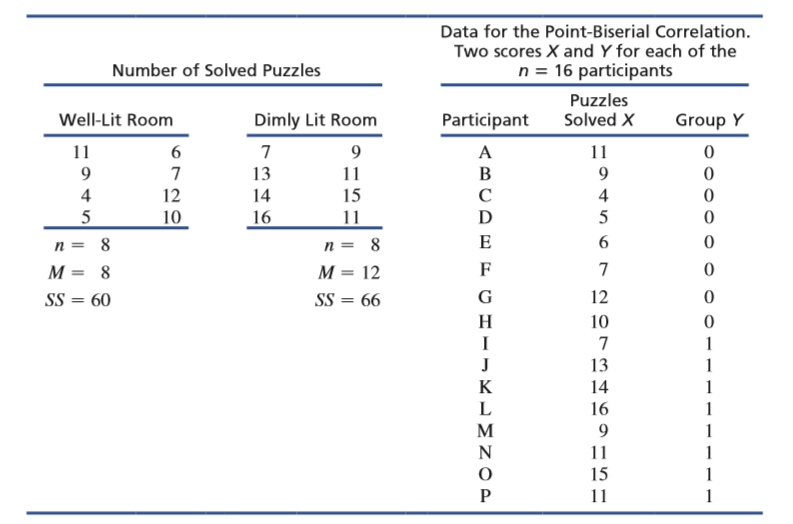 Number of Solved Puzzles
Well-Lit Room Dimly Lit Room
11 6 7 9
9 7 13 11
4 12 14 15
5 10 16 11
n = 8 n = 8
M = 8 M = 12
SS = 60 SS = 66
Data for the Point-Biserial Correlation.
Two scores X and Y for each of the
n = 16 participants
Puzzles
Participant Solved X Group Y
A 11 0
B 9 0
C 4 0
D 5 0
E 6 0
F 7 0
G 12 0
H 10 0
I 7 1
J 13 1
K 14 1
L 16 1
M 9 1
N 11 1
O 15 1
P 11 1